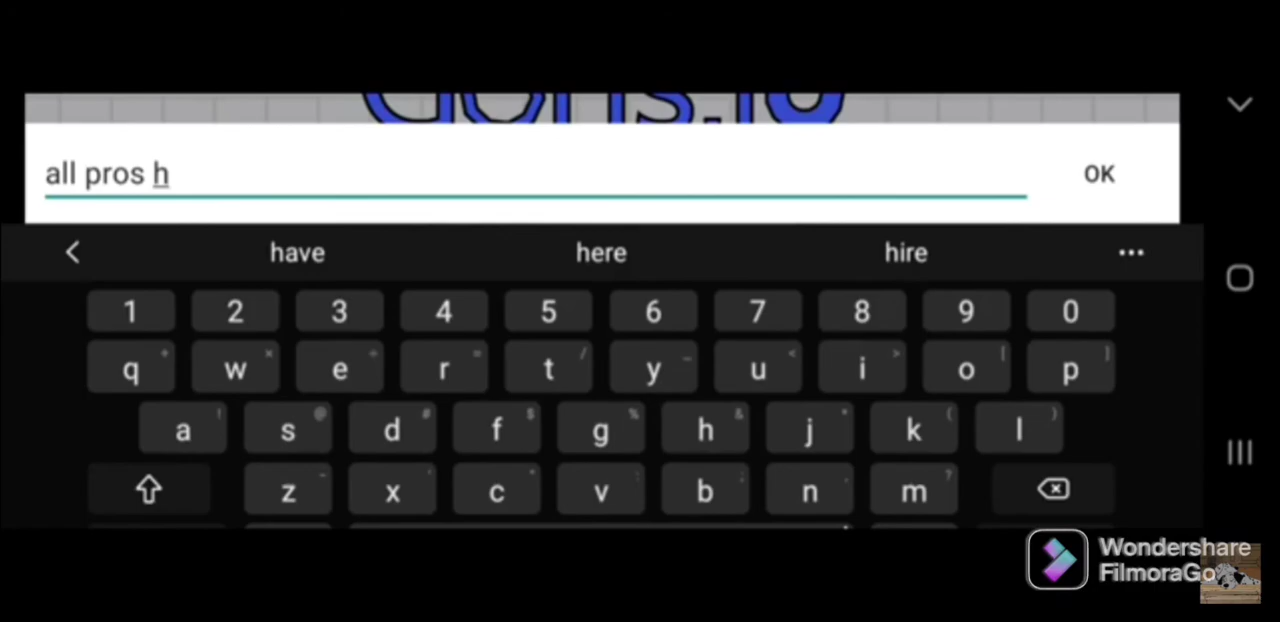 all pros h
OK
have here hire
1 2 3 4 5 6 7 8 9 0
q w e r t y u i o p
a s d f g h j k l
z x c v b n m
Wondershare
FilmoraGo